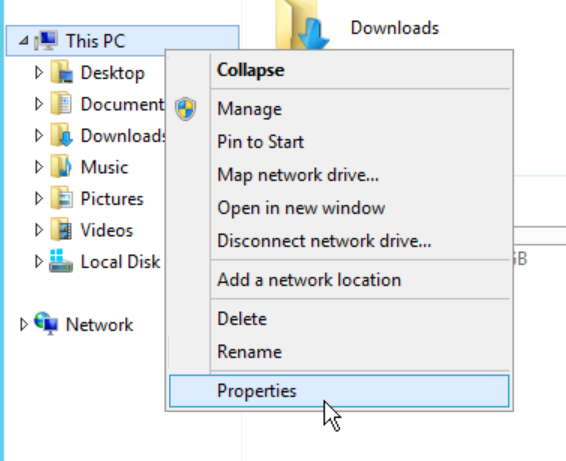 This PC
Desktop
Document
Downloads
Music
Pictures
Videos
Local Disk
Network
Downloads
Collapse
Manage
Pin to Start
Map network drive...
Open in new window
Disconnect network drive...
Add a network location
Delete
Rename
Properties
GB